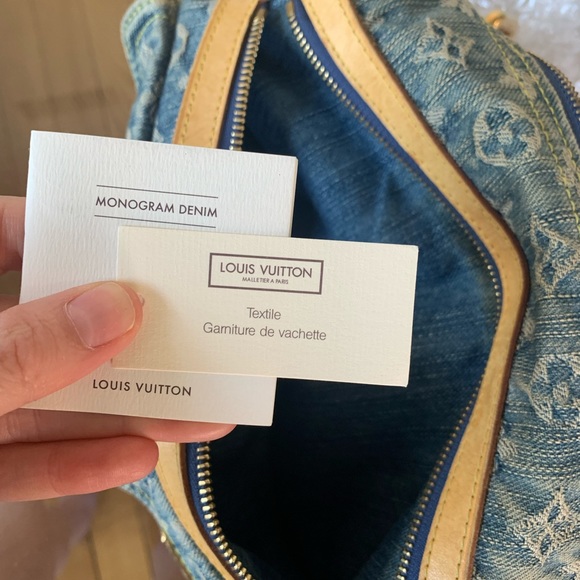 MONOGRAM DENIM
LOUIS VUITTON
MALLETIER A PARIS
Textile
Garniture de vachette
LOUIS VUITTON